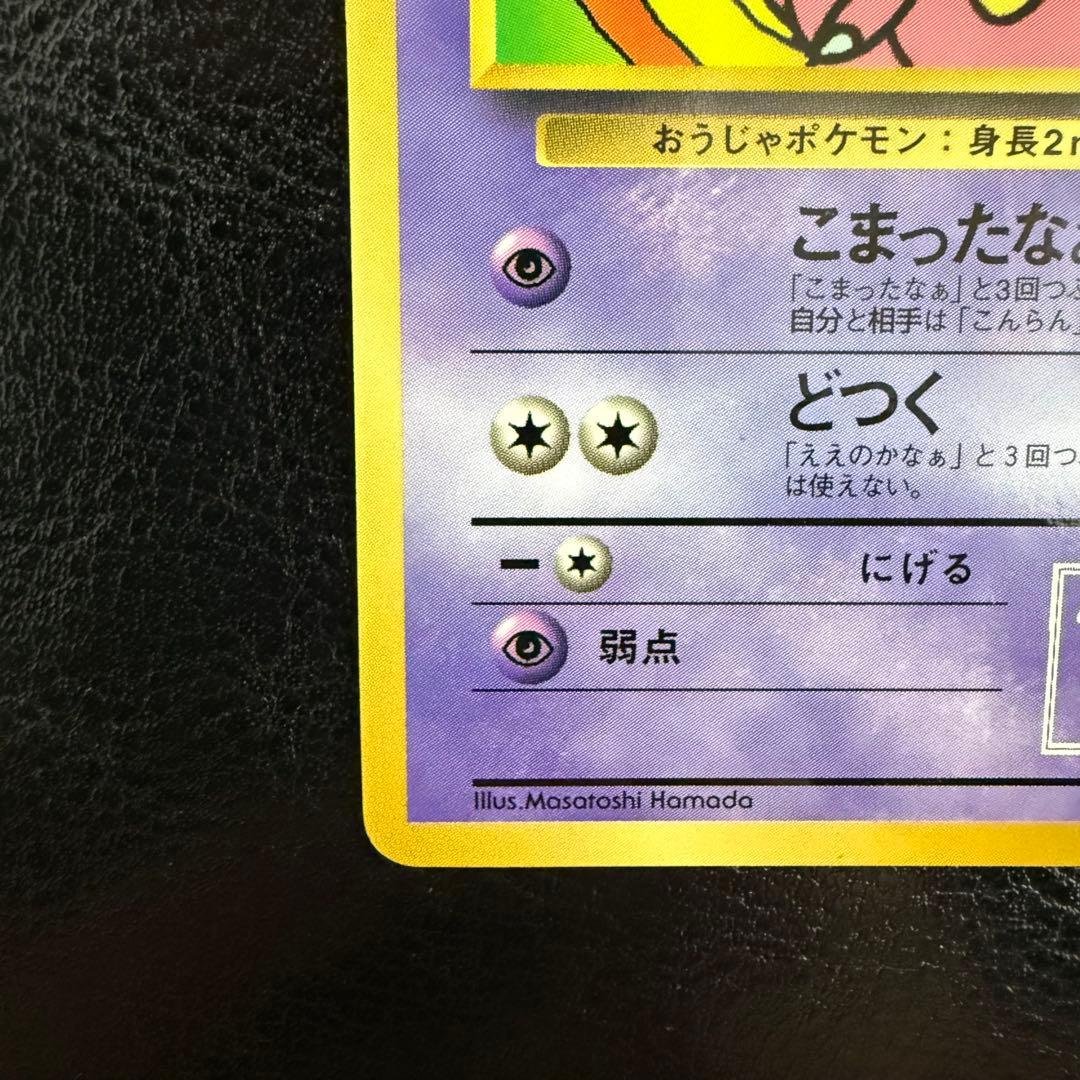 おうじゃポケモン：身長2m
こまったなぁ
「こまったなぁ」と3回つ
自分と相手は「こんらん」
どつく
「ええのかなぁ」と3回つ
は使えない。
ー にげる
弱点
Illus.Masatoshi Hamada